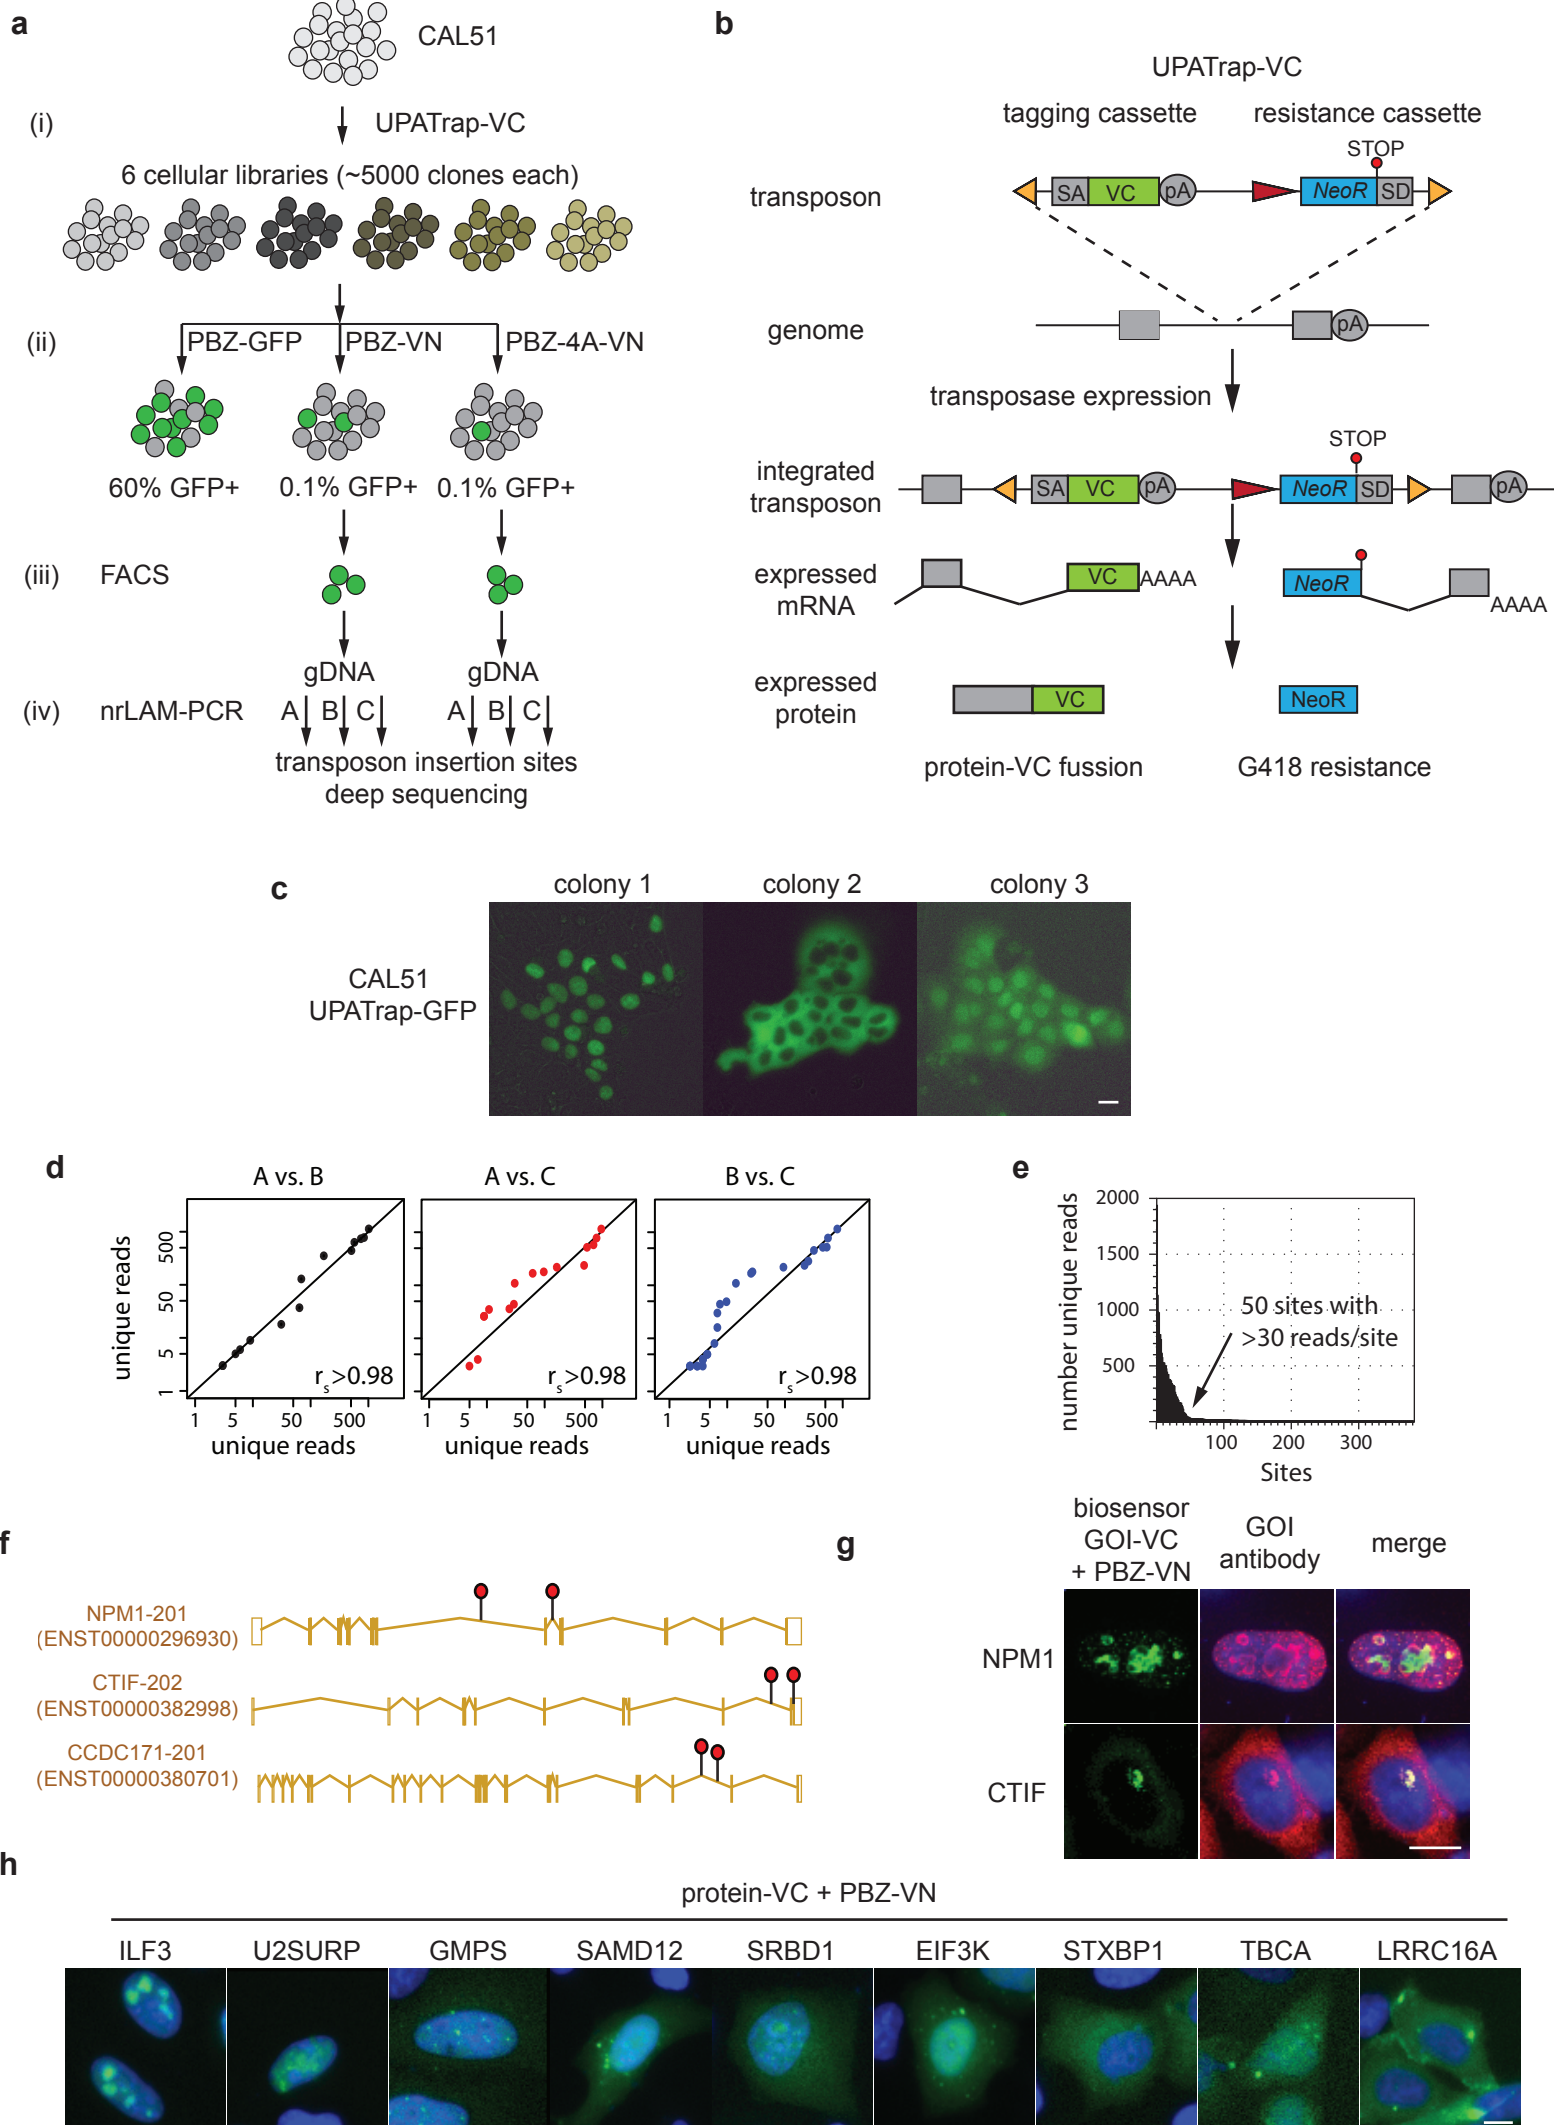 a
CAL51
(i)
UPATrap-VC
6 cellular libraries (~5000 clones each)
(ii)
PBZ-GFP
PBZ-VN
PBZ-4A-VN
60% GFP+
0.1% GFP+
0.1% GFP+
(iii)
FACS
gDNA
gDNA
(iv)
nrLAM-PCR
A
B
C
A
B
C
transposon insertion sites
deep sequencing
b
UPATrap-VC
tagging cassette
resistance cassette
STOP
transposon
SA
VC
pA
NeoR
SD
genome
pA
transposase expression
STOP
integrated
transposon
SA
VC
pA
NeoR
SD
pA
expressed
mRNA
VC
AAAA
NeoR
AAAA
expressed
protein
VC
NeoR
protein-VC fussion
G418 resistance
c
colony 1
colony 2
colony 3
CAL51
UPATrap-GFP
d
A vs. B
A vs. C
B vs. C
unique reads
500
50
5
1
rs>0.98
rs>0.98
rs>0.98
1 5 50 500
1 5 50 500
1 5 50 500
unique reads
unique reads
unique reads
e
number unique reads
2000
1500
1000
500
50 sites with
>30 reads/site
100 200 300
Sites
f
NPM1-201
(ENST00000296930)
CTIF-202
(ENST00000382998)
CCDC171-201
(ENST00000380701)
g
biosensor
GOI-VC
+ PBZ-VN
GOI
antibody
merge
NPM1
CTIF
h
protein-VC + PBZ-VN
ILF3
U2SURP
GMPS
SAMD12
SRBD1
EIF3K
STXBP1
TBCA
LRRC16A